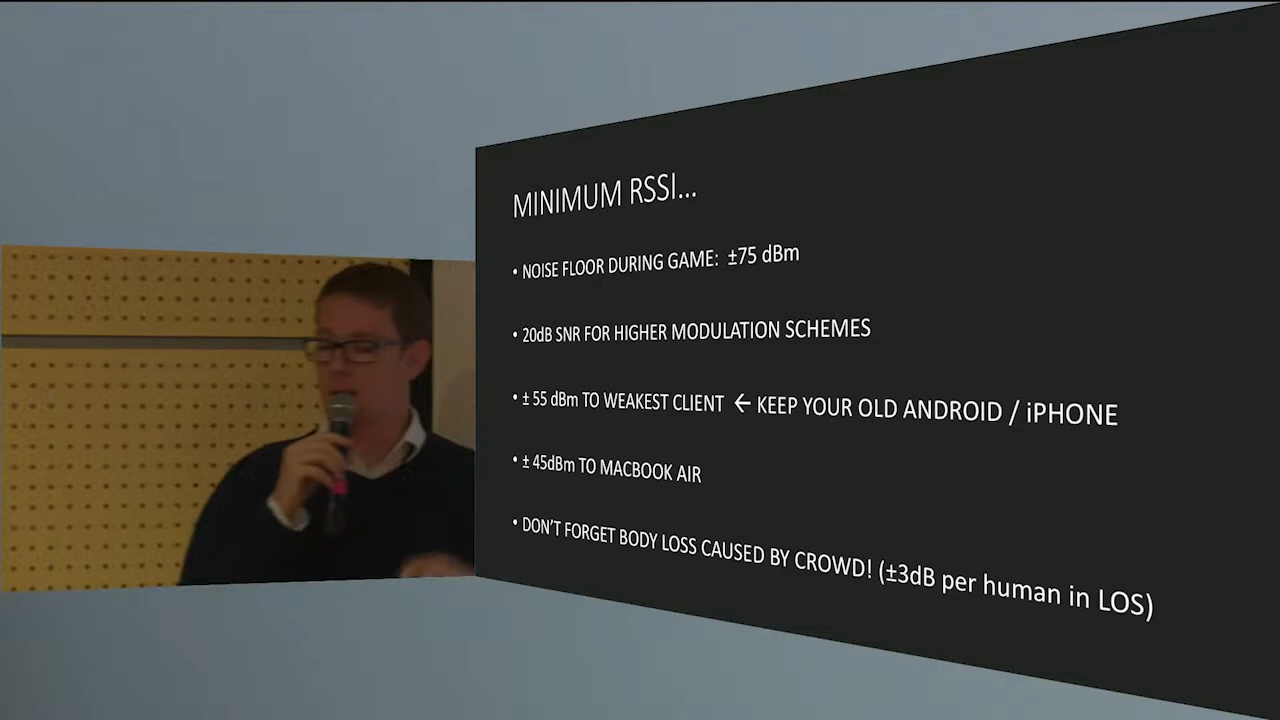 MINIMUM RSSI...
• NOISE FLOOR DURING GAME: ±75 dBm
• 20dB SNR FOR HIGHER MODULATION SCHEMES
• ± 55 dBm TO WEAKEST CLIENT ← KEEP YOUR OLD ANDROID / iPHONE
• ± 45dBm TO MACBOOK AIR
• DON'T FORGET BODY LOSS CAUSED BY CROWD! (±3dB per human in LOS)